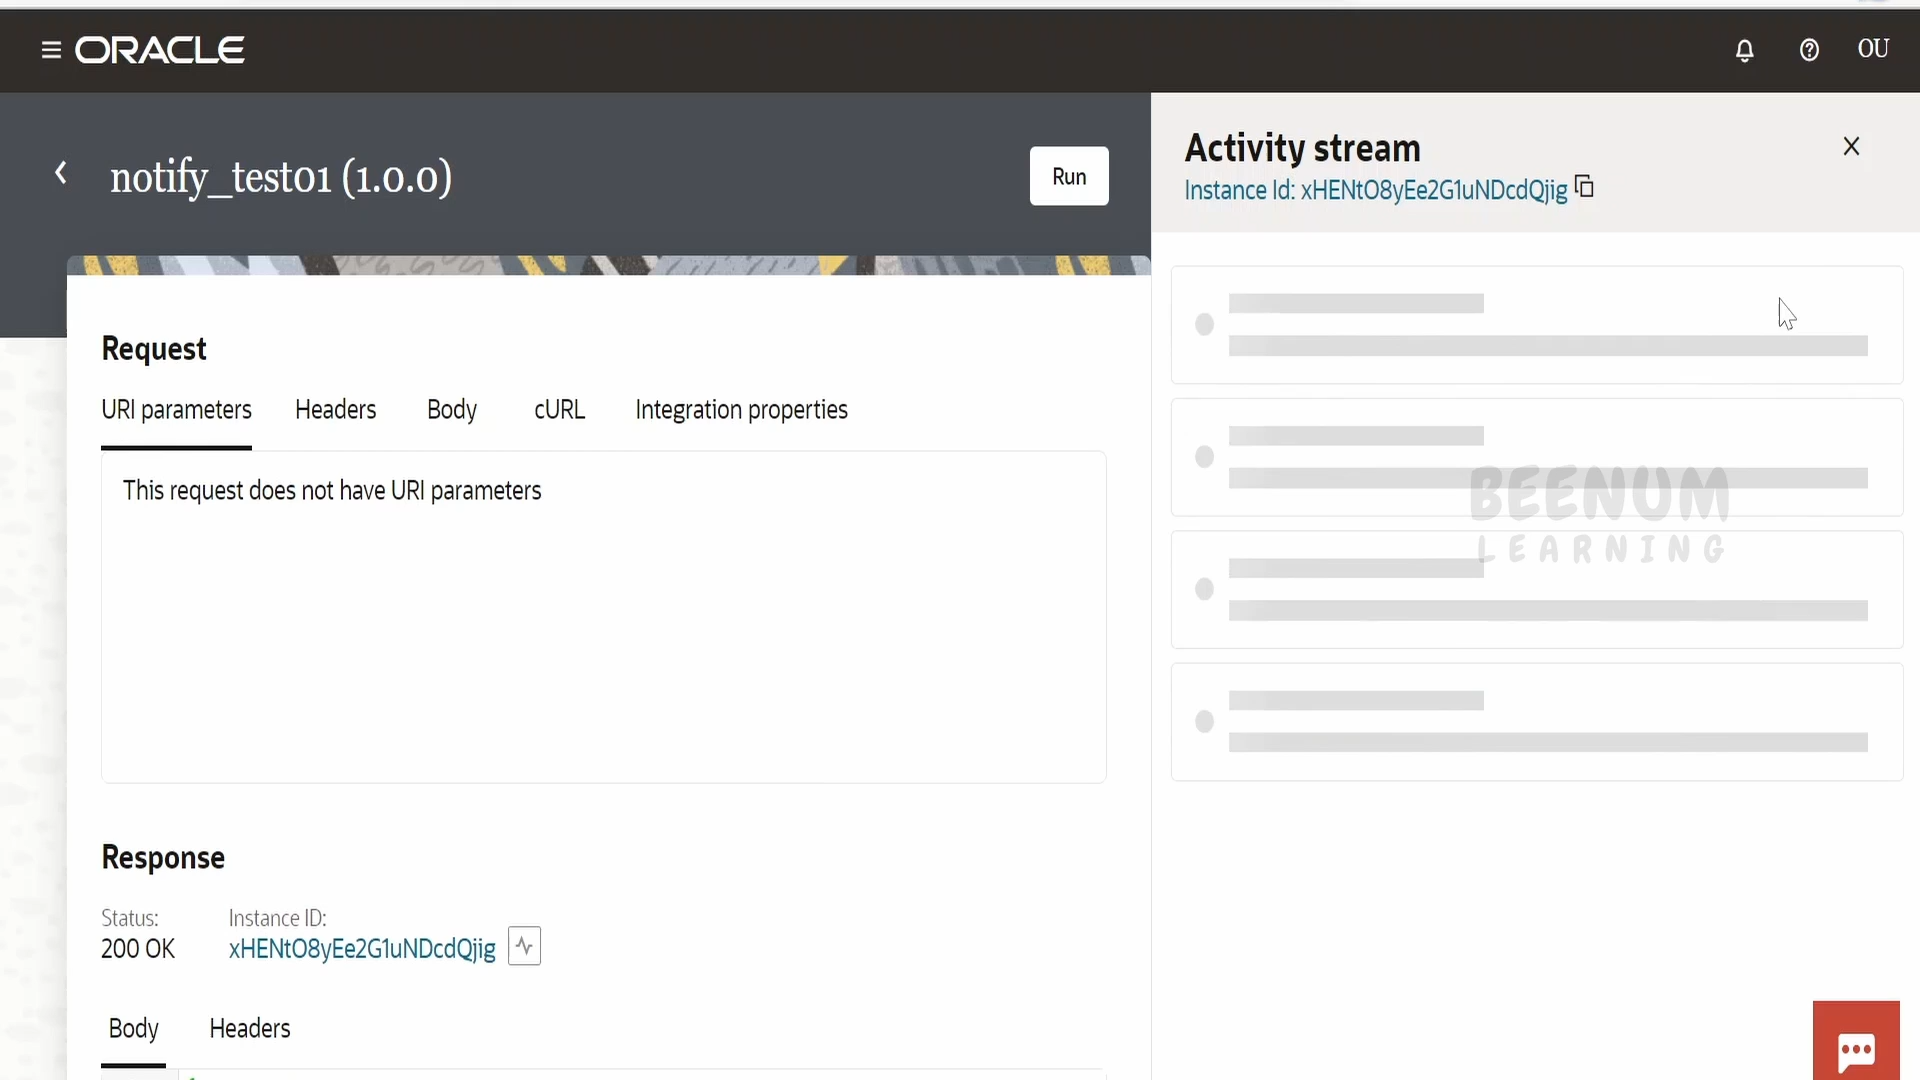 ORACLE
OU
notify_test01 (1.0.0)
Run
Activity stream
Instance Id: xHENtO8yEe2G1uNDcdQjig
Request
URI parameters Headers Body cURL Integration properties
This request does not have URI parameters
BEENUM
LEARNING
Response
Status: Instance ID:
200 OK xHENtO8yEe2G1uNDcdQjig
Body Headers